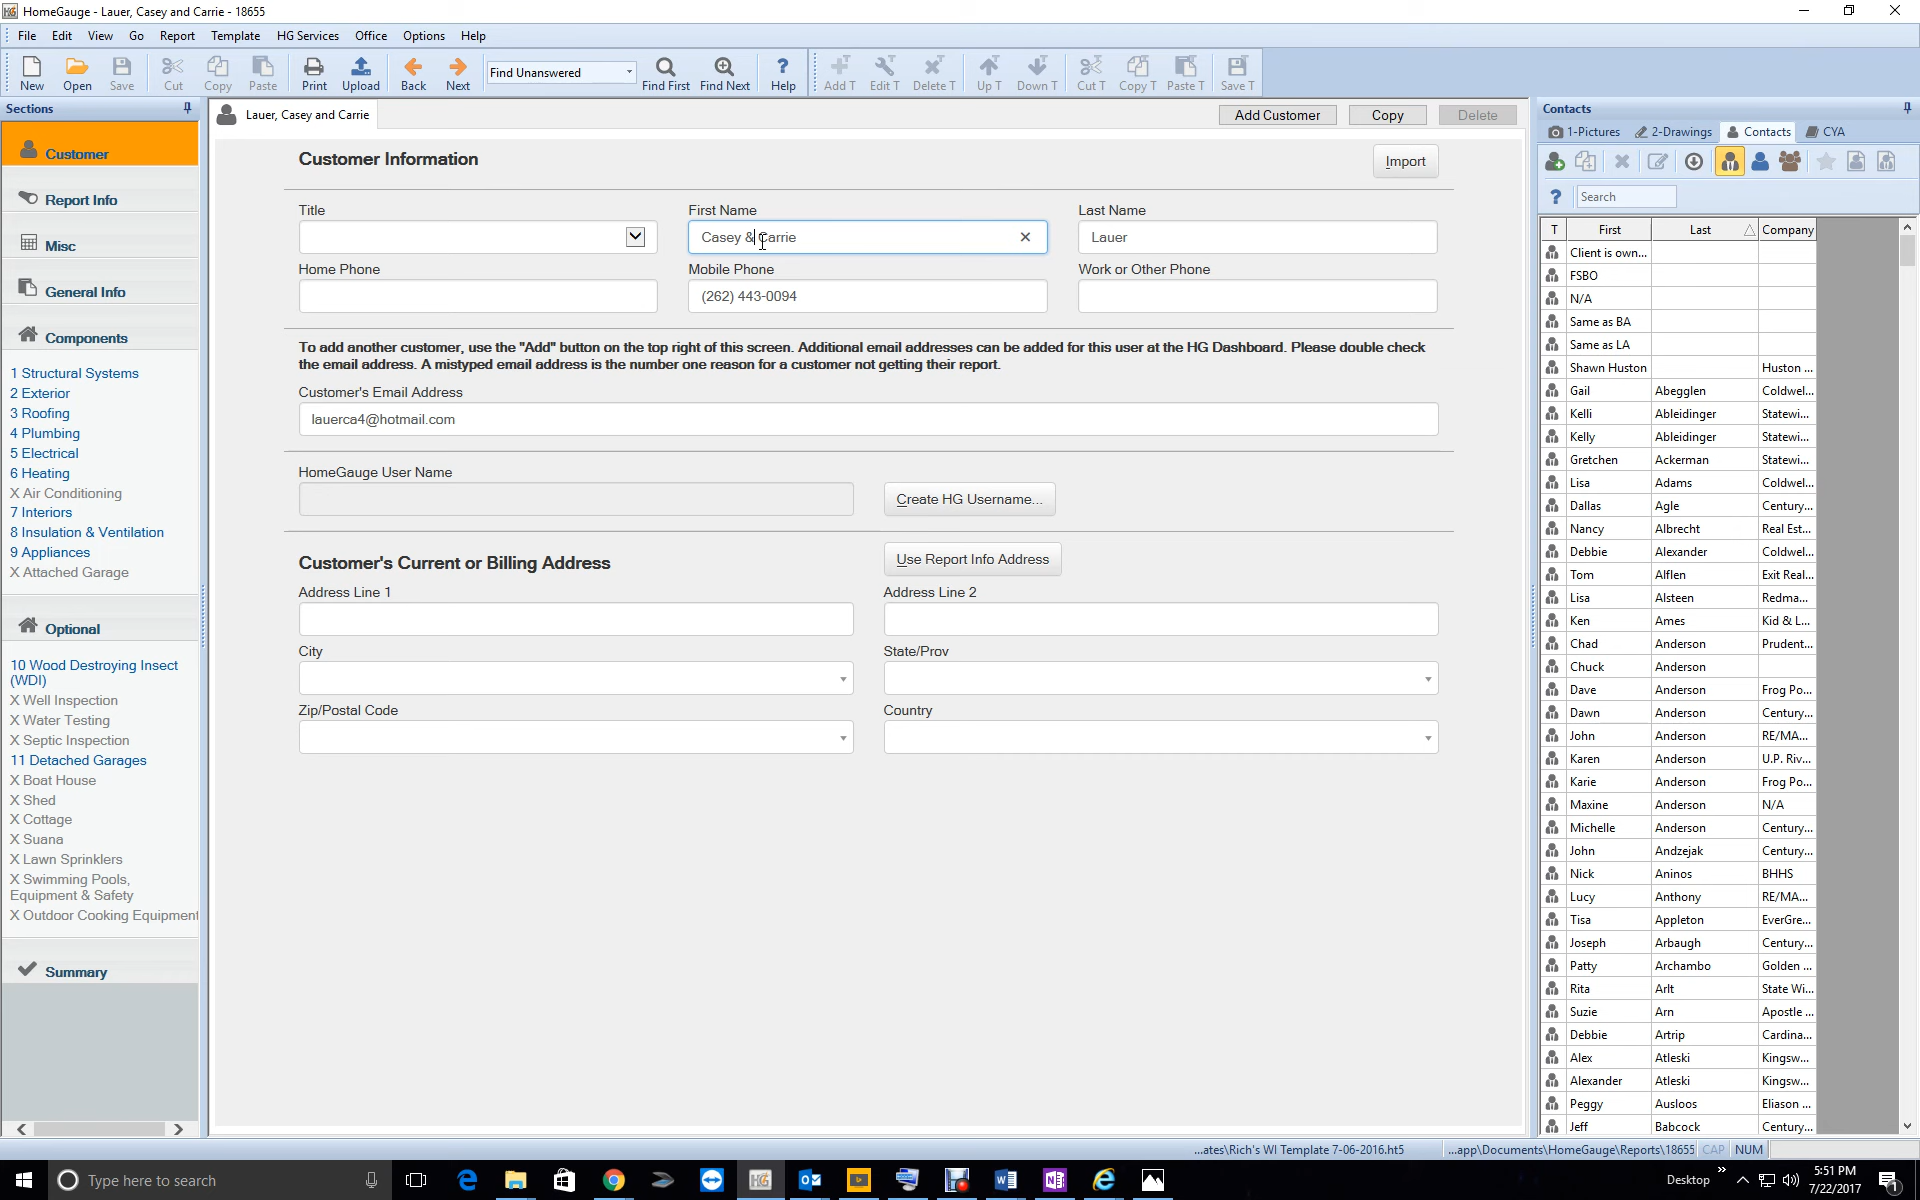 HomeGauge - Lauer, Casey and Carrie - 18655
File Edit View Go Report Template HG Services Office Options Help
New Open Save Cut Copy Paste Print Upload Back Next Find Unanswered Find First Find Next Help Add T Edit T Delete T Up T Down T Cut T Copy T Paste T Save T
Sections
Customer
Report Info
Misc
General Info
Components
1 Structural Systems
2 Exterior
3 Roofing
4 Plumbing
5 Electrical
6 Heating
X Air Conditioning
7 Interiors
8 Insulation & Ventilation
9 Appliances
X Attached Garage
Optional
10 Wood Destroying Insect
(WDI)
X Well Inspection
X Water Testing
X Septic Inspection
11 Detached Garages
X Boat House
X Shed
X Cottage
X Suana
X Lawn Sprinklers
X Swimming Pools,
Equipment & Safety
X Outdoor Cooking Equipment
Summary
Lauer, Casey and Carrie
Add Customer Copy Delete
Customer Information
Import
Title First Name Last Name
Casey & Carrie Lauer
Home Phone Mobile Phone Work or Other Phone
(262) 443-0094
To add another customer, use the "Add" button on the top right of this screen. Additional email addresses can be added for this user at the HG Dashboard. Please double check
the email address. A mistyped email address is the number one reason for a customer not getting their report.
Customer's Email Address
lauerca4@hotmail.com
HomeGauge User Name
Create HG Username...
Customer's Current or Billing Address
Use Report Info Address
Address Line 1 Address Line 2
City State/Prov
Zip/Postal Code Country
Contacts
1-Pictures 2-Drawings Contacts CYA
Search
T First Last Company
Client is own...
FSBO
N/A
Same as BA
Same as LA
Shawn Huston Huston ...
Gail Abegglen Coldwel...
Kelli Ableidinger Statewi...
Kelly Ableidinger Statewi...
Gretchen Ackerman Statewi...
Lisa Adams Coldwel...
Dallas Agle Century...
Nancy Albrecht Real Est...
Debbie Alexander Coldwel...
Tom Alflen Exit Real...
Lisa Alsteen Redma...
Ken Ames Kid & L...
Chad Anderson Prudent...
Chuck Anderson
Dave Anderson Frog Po...
Dawn Anderson Century...
John Anderson RE/MA...
Karen Anderson U.P. Riv...
Karie Anderson Frog Po...
Maxine Anderson N/A
Michelle Anderson Century...
John Andzejak Century...
Nick Aninos BHHS
Lucy Anthony RE/MA...
Tisa Appleton EverGre...
Joseph Arbaugh Century...
Patty Archambo Golden ...
Rita Arlt State Wi...
Suzie Arn Apostle ...
Debbie Artrip Cardina...
Alex Atleski Kingsw...
Alexander Atleski Kingsw...
Peggy Ausloos Eliason ...
Jeff Babcock Century...
...ates\Rich's WI Template 7-06-2016.ht5 ...app\Documents\HomeGauge\Reports\18655 CAP NUM
Type here to search
Desktop
5:51 PM
7/22/2017